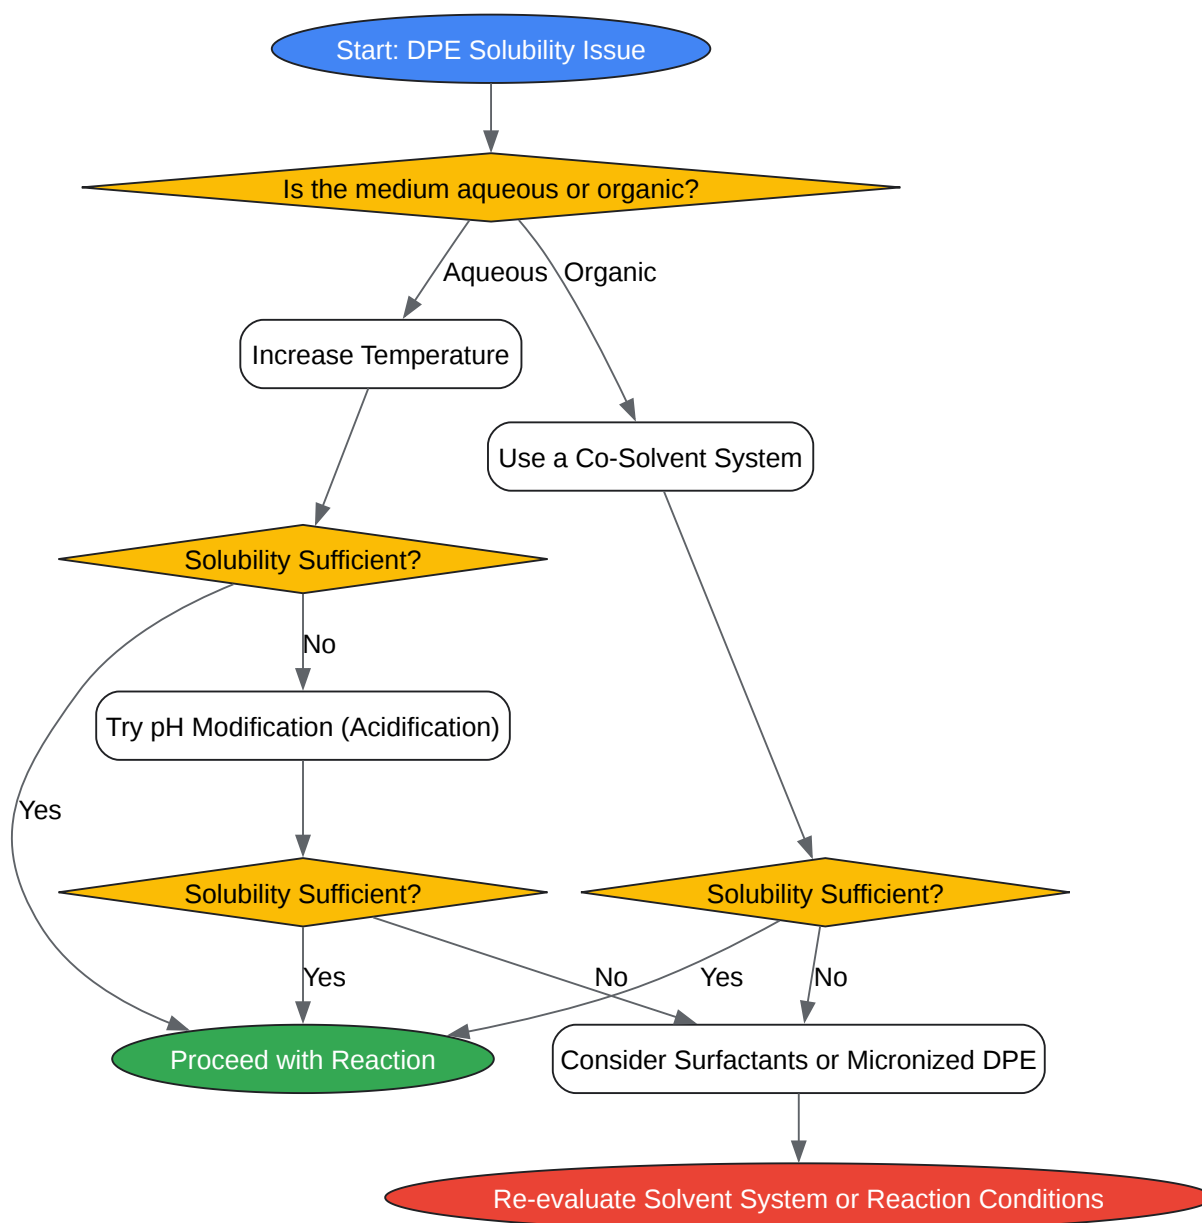 Start: DPE Solubility Issue
Is the medium aqueous or organic?
Aqueous
Organic
Increase Temperature
Use a Co-Solvent System
Solubility Sufficient?
No
Try pH Modification (Acidification)
Yes
Solubility Sufficient?
Solubility Sufficient?
Yes
No
Yes
No
Proceed with Reaction
Consider Surfactants or Micronized DPE
Re-evaluate Solvent System or Reaction Conditions